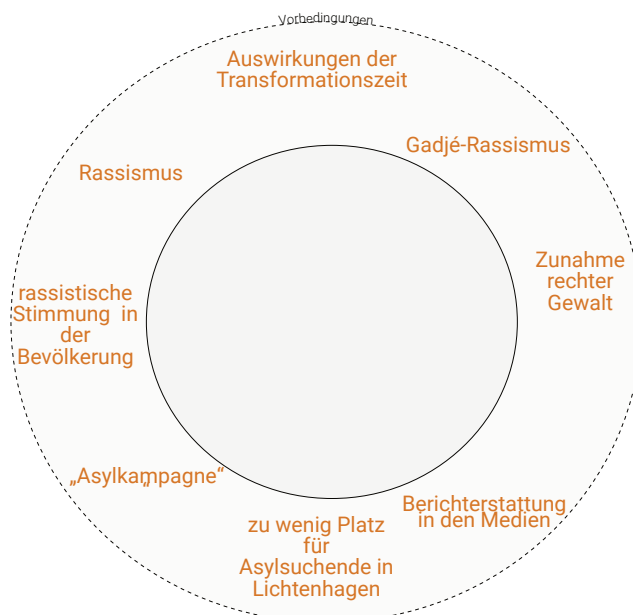 Vorbedingungen
Auswirkungen der
Transformationszeit
Gadjé-Rassismus
Rassismus
Zunahme
rechter
Gewalt
rassistische
Stimmung in
der
Bevölkerung
„Asylkampagne“
Berichterstattung
in den Medien
zu wenig Platz
für
Asylsuchende in
Lichtenhagen